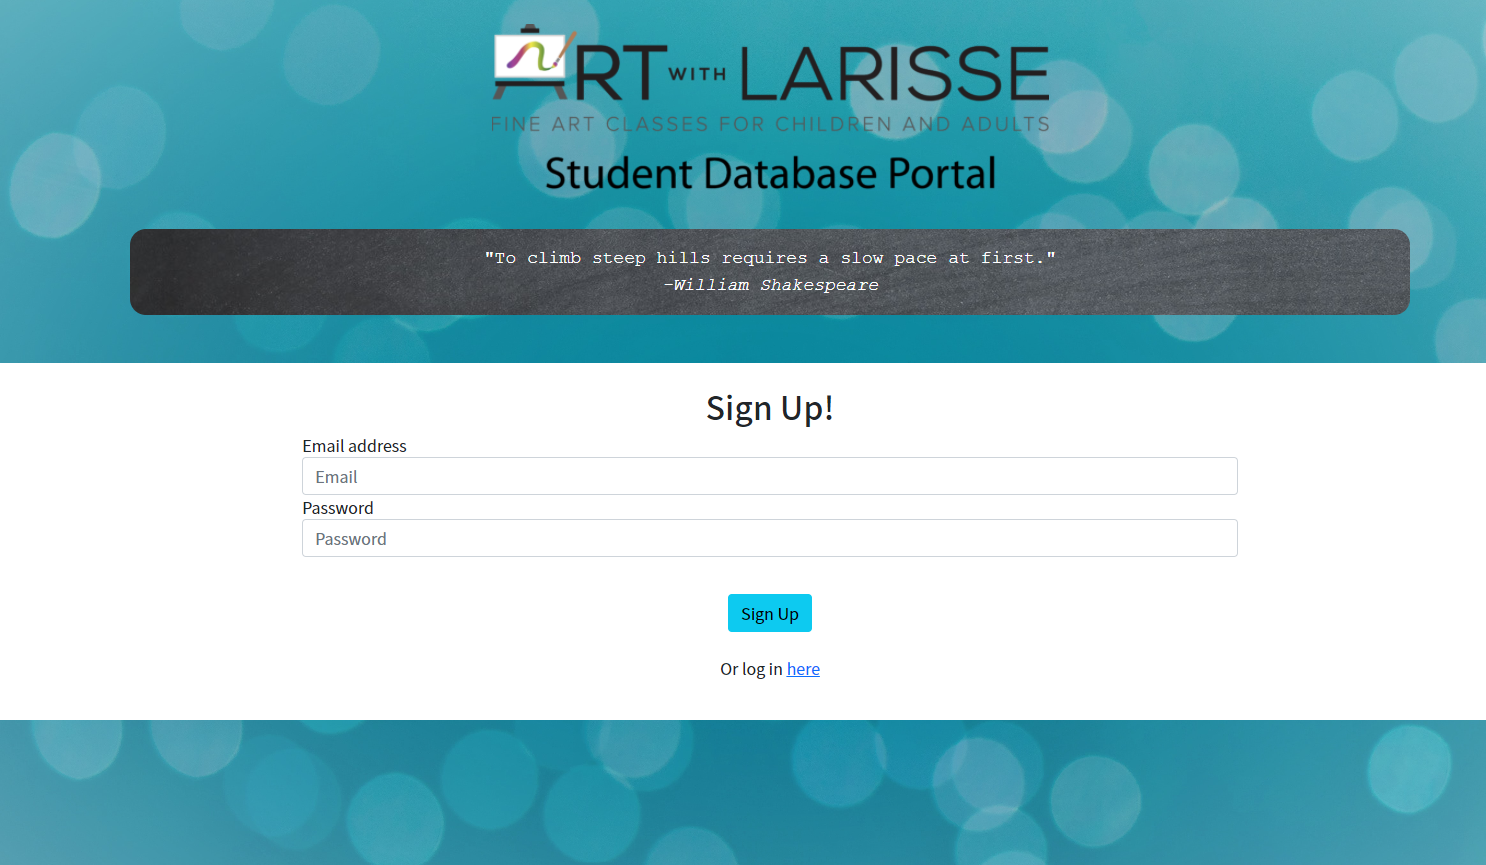 ART WITH LARISSE
FINE ART CLASSES FOR CHILDREN AND ADULTS
Student Database Portal
"To climb steep hills requires a slow pace at first."
-William Shakespeare
Sign Up!
Email address
Email
Password
Password
Sign Up
Or log in here